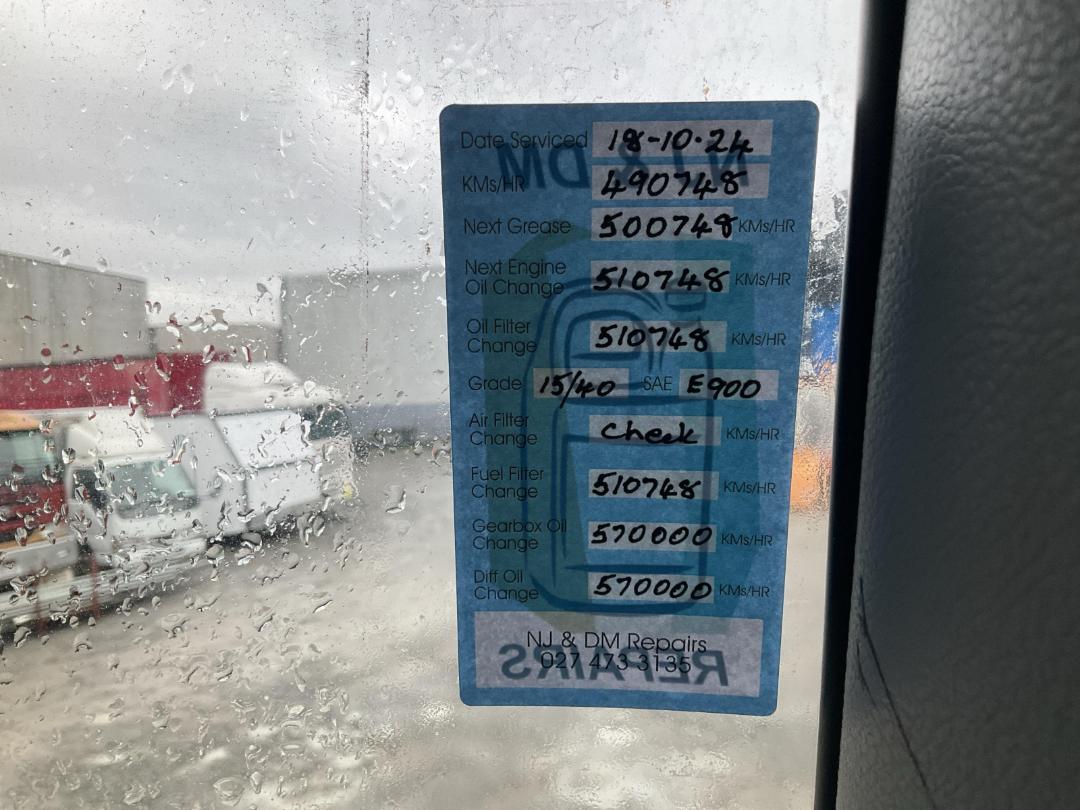 Date Serviced 18-10-24
KMs/HR 490748
Next Grease 500748 KMs/HR
Next Engine
Oil Change 510748 KMs/HR
Oil Filter
Change 510748 KMs/HR
Grade 15/40 SAE E900
Air Filter
Change Check KMs/HR
Fuel Filter
Change 510748 KMs/HR
Gearbox Oil
Change 570000 KMs/HR
Diff Oil
Change 570000 KMs/HR
NJ & DM Repairs
027 473 3135
NJ & DM
REPAIRS